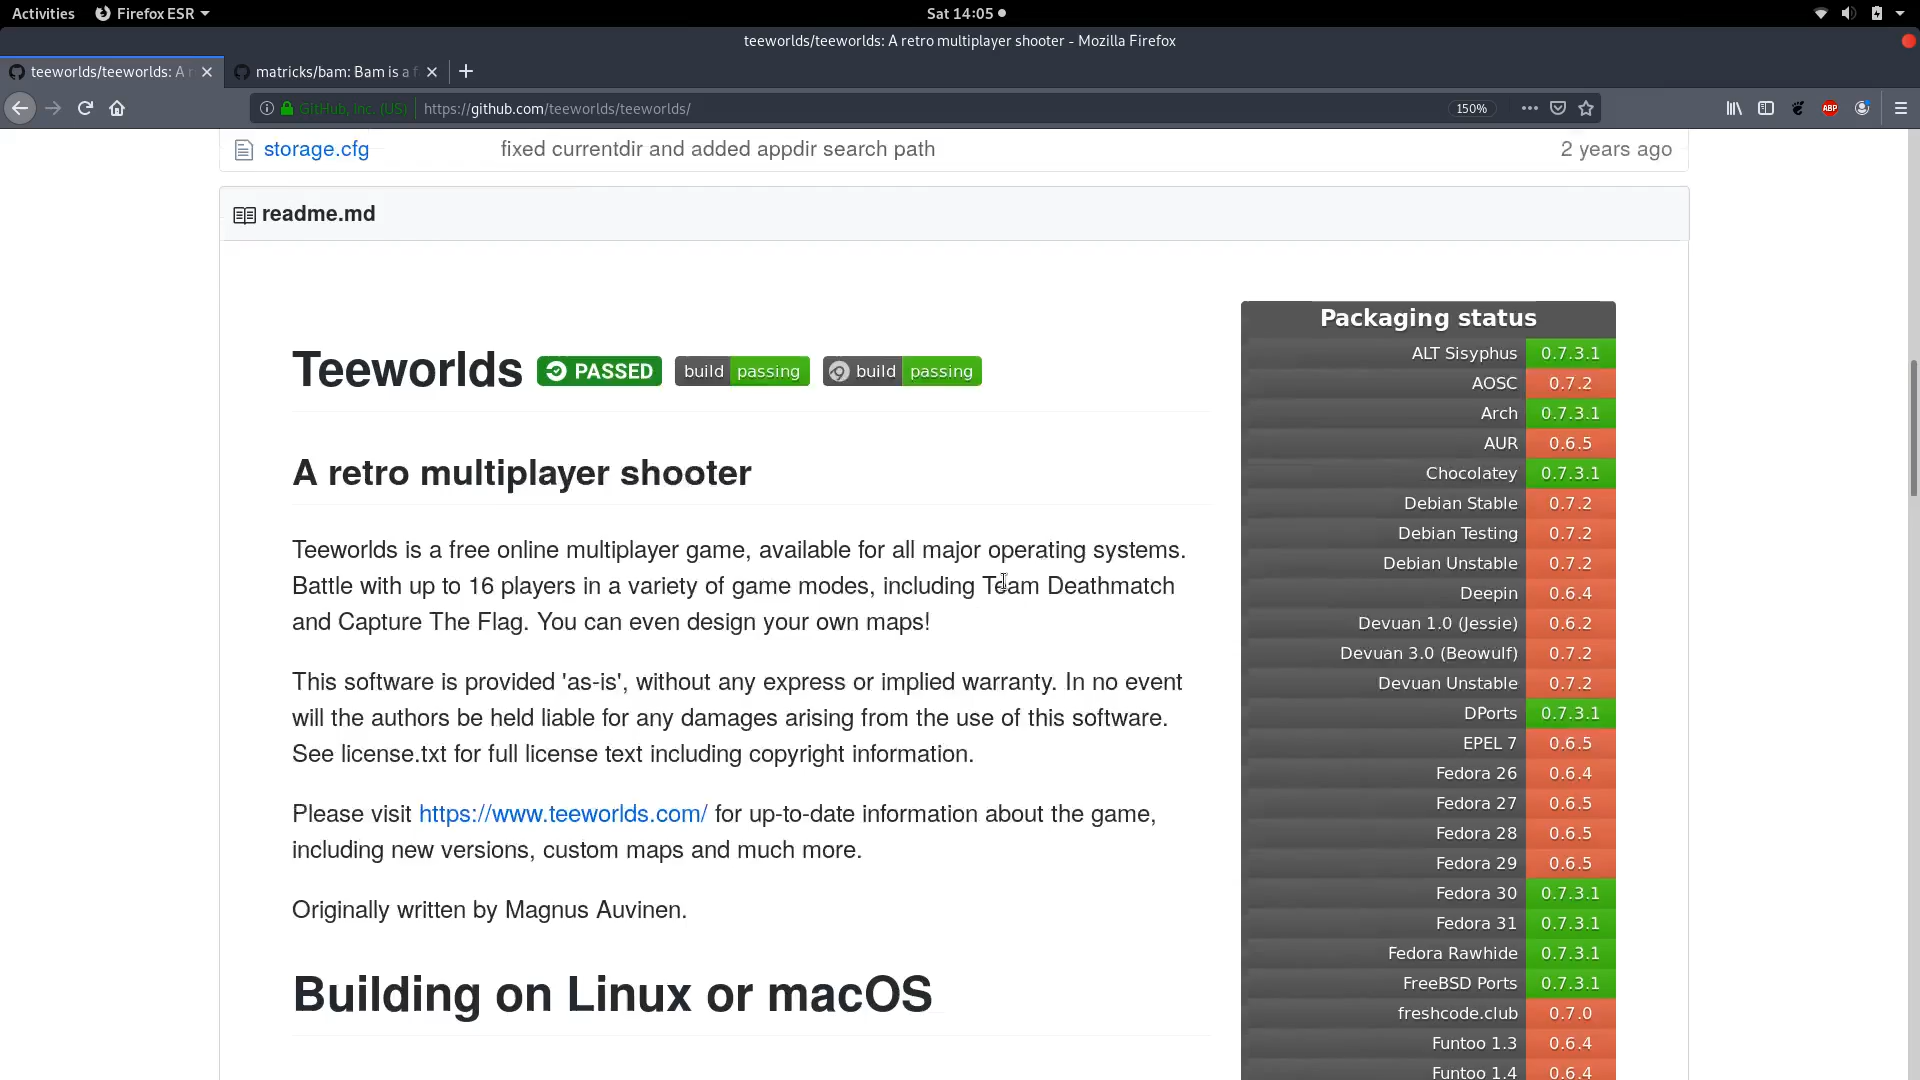 Activities Firefox ESR Sat 14:05
teeworlds/teeworlds: A retro multiplayer shooter - Mozilla Firefox
teeworlds/teeworlds: A r matricks/bam: Bam is a f
GitHub, Inc. (US) https://github.com/teeworlds/teeworlds/ 150% ABP
storage.cfg fixed currentdir and added appdir search path 2 years ago
readme.md
Teeworlds PASSED build passing build passing
A retro multiplayer shooter
Teeworlds is a free online multiplayer game, available for all major operating systems.
Battle with up to 16 players in a variety of game modes, including Team Deathmatch
and Capture The Flag. You can even design your own maps!
This software is provided 'as-is', without any express or implied warranty. In no event
will the authors be held liable for any damages arising from the use of this software.
See license.txt for full license text including copyright information.
Please visit https://www.teeworlds.com/ for up-to-date information about the game,
including new versions, custom maps and much more.
Originally written by Magnus Auvinen.
Building on Linux or macOS
Packaging status
ALT Sisyphus 0.7.3.1
AOSC 0.7.2
Arch 0.7.3.1
AUR 0.6.5
Chocolatey 0.7.3.1
Debian Stable 0.7.2
Debian Testing 0.7.2
Debian Unstable 0.7.2
Deepin 0.6.4
Devuan 1.0 (Jessie) 0.6.2
Devuan 3.0 (Beowulf) 0.7.2
Devuan Unstable 0.7.2
DPorts 0.7.3.1
EPEL 7 0.6.5
Fedora 26 0.6.4
Fedora 27 0.6.5
Fedora 28 0.6.5
Fedora 29 0.6.5
Fedora 30 0.7.3.1
Fedora 31 0.7.3.1
Fedora Rawhide 0.7.3.1
FreeBSD Ports 0.7.3.1
freshcode.club 0.7.0
Funtoo 1.3 0.6.4
Funtoo 1.4 0.6.4